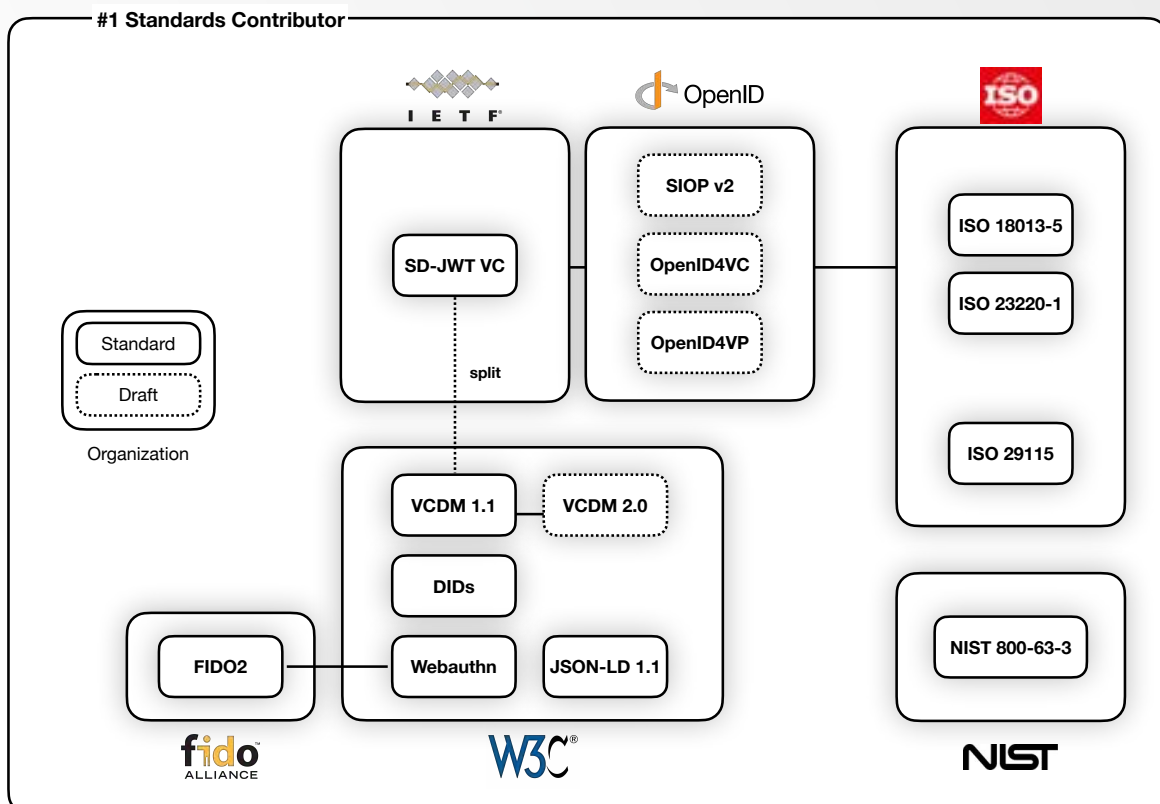 #1 Standards Contributor
I E T F®
OpenID
ISO
SD-JWT VC
split
SIOP v2
OpenID4VC
OpenID4VP
ISO 18013-5
ISO 23220-1
ISO 29115
Standard
Draft
Organization
VCDM 1.1
VCDM 2.0
DIDs
Webauthn
JSON-LD 1.1
FIDO2
NIST 800-63-3
fido™
ALLIANCE
W3C®
NIST